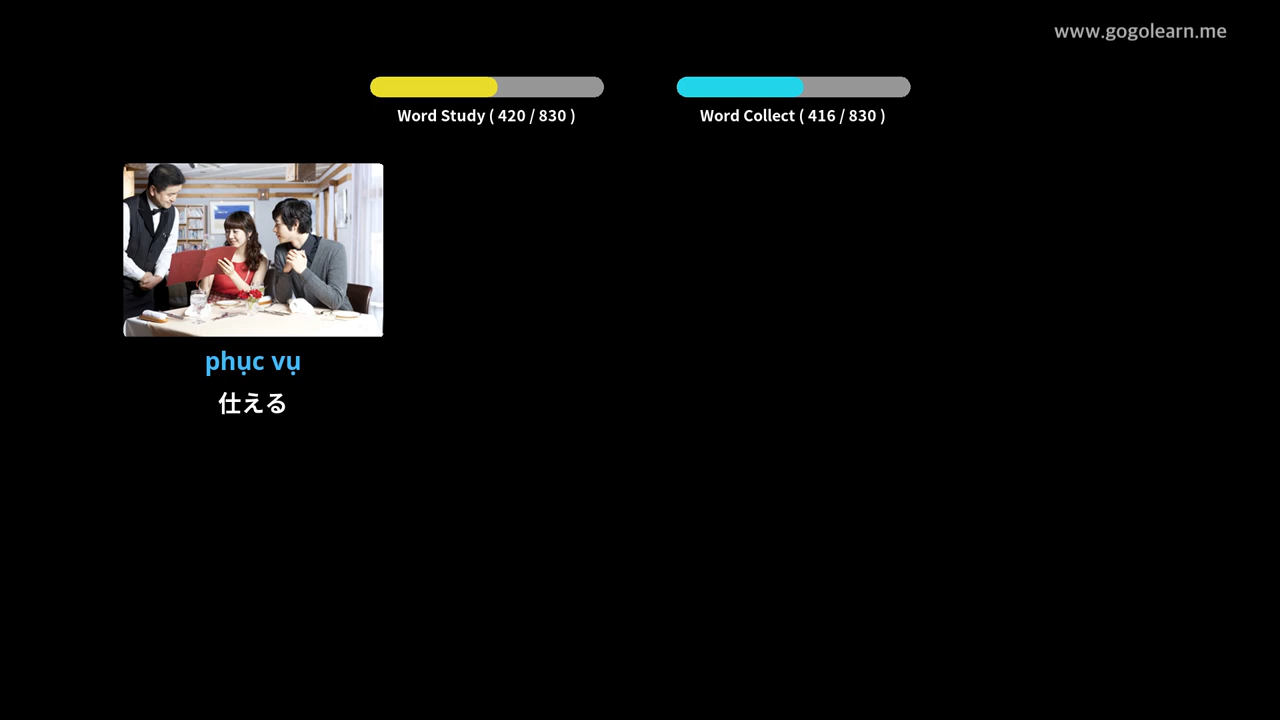 www.gogolearn.me
Word Study ( 420 / 830 )
Word Collect ( 416 / 830 )
phục vụ
仕える